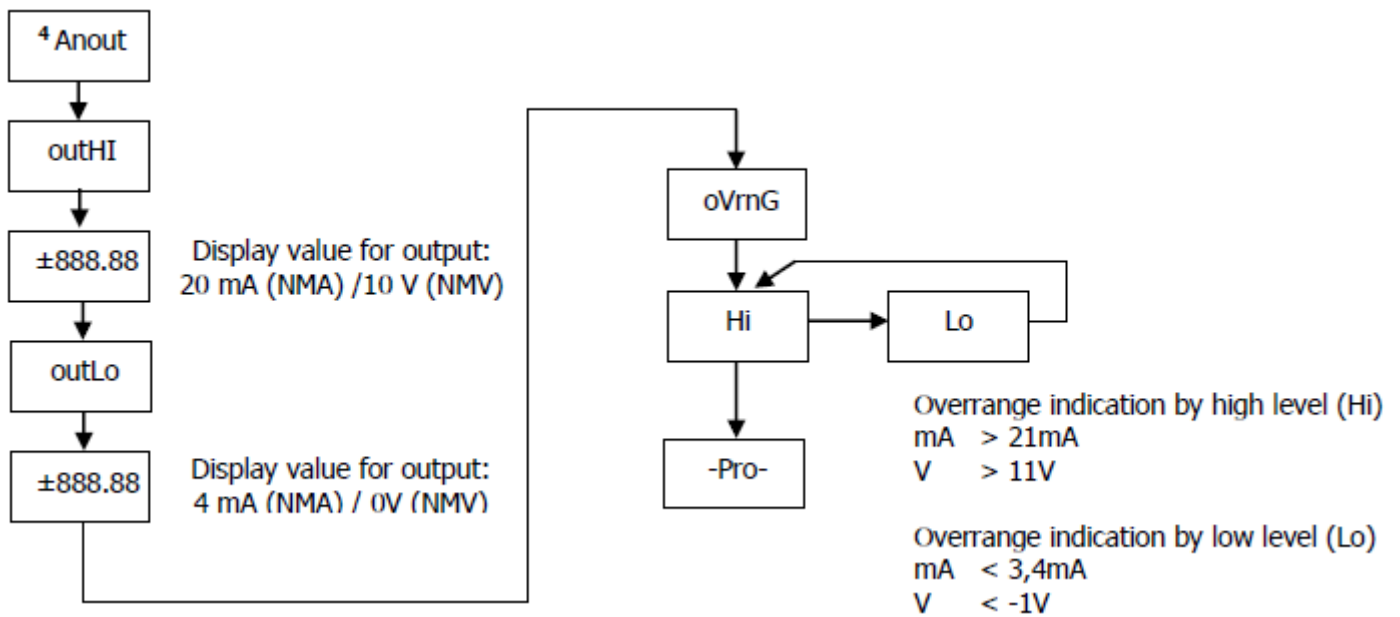 4 Anout
outHI
±888.88
Display value for output:
20 mA (NMA) /10 V (NMV)
outLo
±888.88
Display value for output:
4 mA (NMA) / 0V (NMV)
oVrnG
Hi
Lo
-Pro-
Overrange indication by high level (Hi)
mA > 21mA
V > 11V
Overrange indication by low level (Lo)
mA < 3,4mA
V < -1V